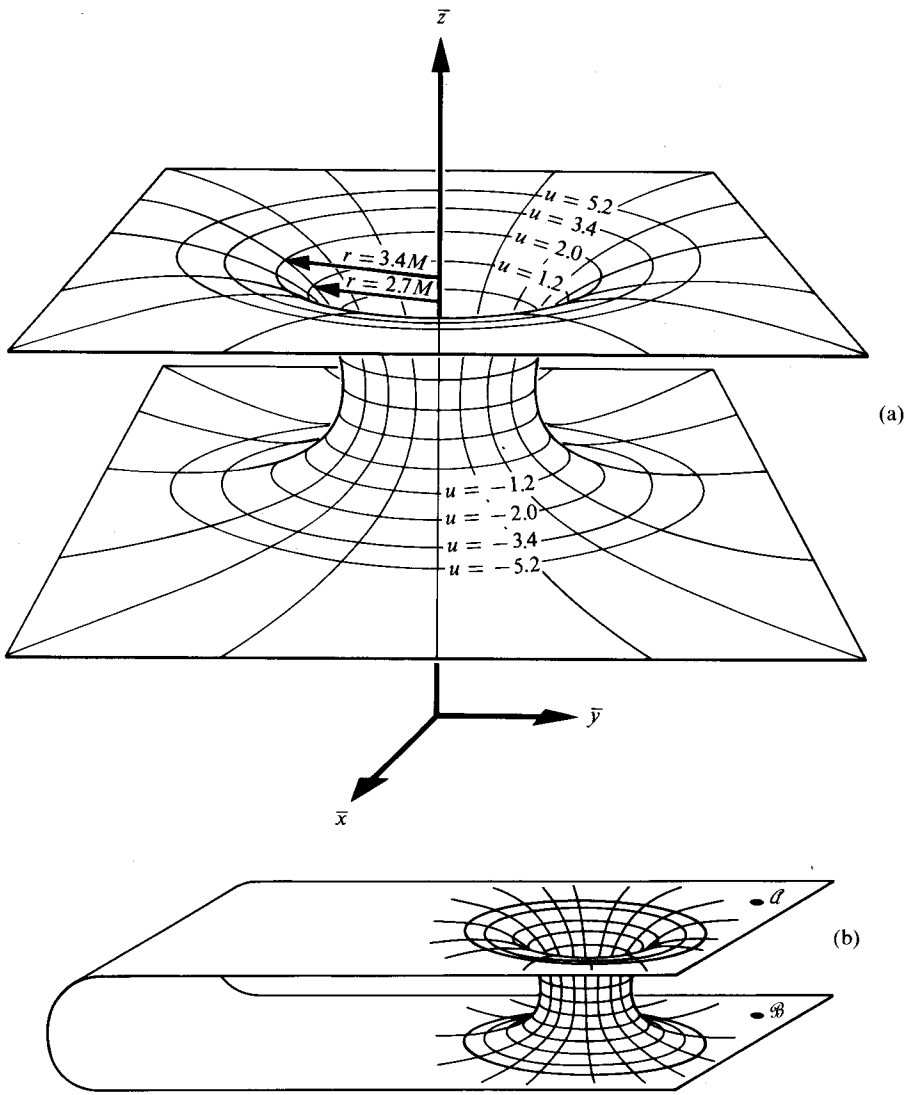 z̄
u = 5.2
u = 3.4
u = 2.0
r = 3.4M
u = 1.2
r = 2.7M
(a)
u = −1.2
u = −2.0
u = −3.4
u = −5.2
ȳ
x̄
𝒜
(b)
ℬ